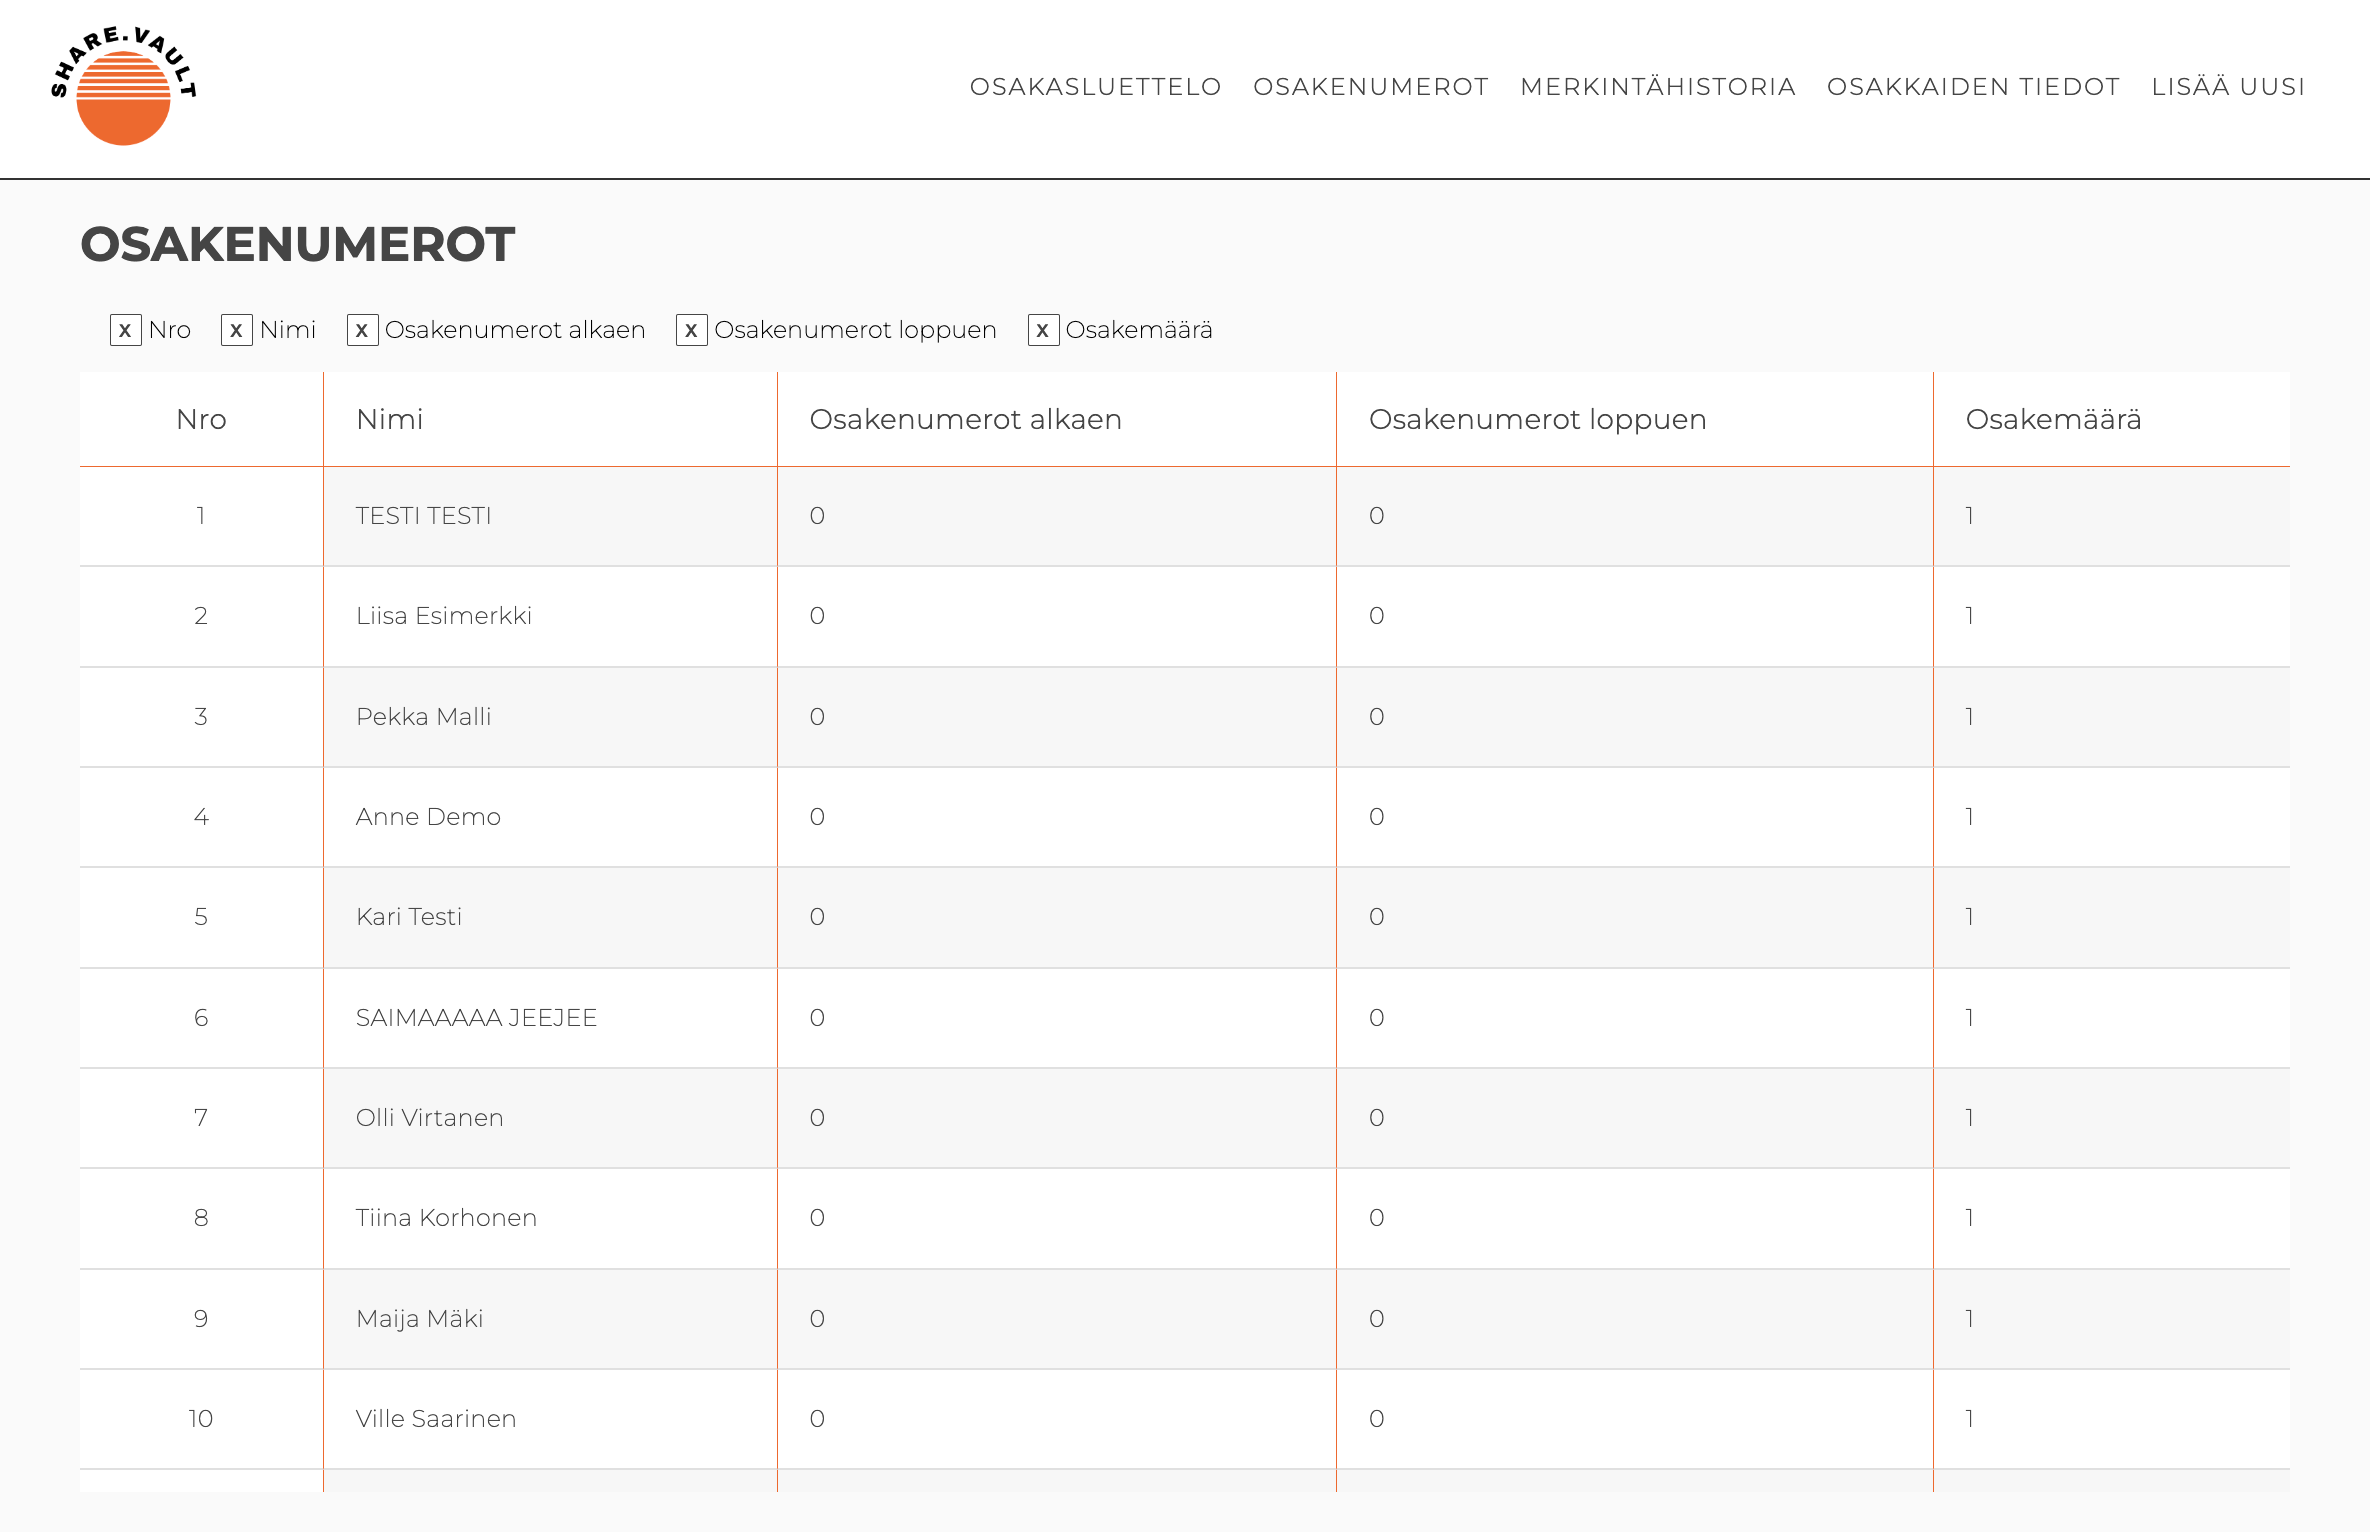 SHARE.VAULT
OSAKASLUETTELO OSAKENUMEROT MERKINTÄHISTORIA OSAKKAIDEN TIEDOT LISÄÄ UUSI
OSAKENUMEROT
x Nro x Nimi x Osakenumerot alkaen x Osakenumerot loppuen x Osakemäärä
Nro Nimi Osakenumerot alkaen Osakenumerot loppuen Osakemäärä
1 TESTI TESTI 0 0 1
2 Liisa Esimerkki 0 0 1
3 Pekka Malli 0 0 1
4 Anne Demo 0 0 1
5 Kari Testi 0 0 1
6 SAIMAAAAA JEEJEE 0 0 1
7 Olli Virtanen 0 0 1
8 Tiina Korhonen 0 0 1
9 Maija Mäki 0 0 1
10 Ville Saarinen 0 0 1